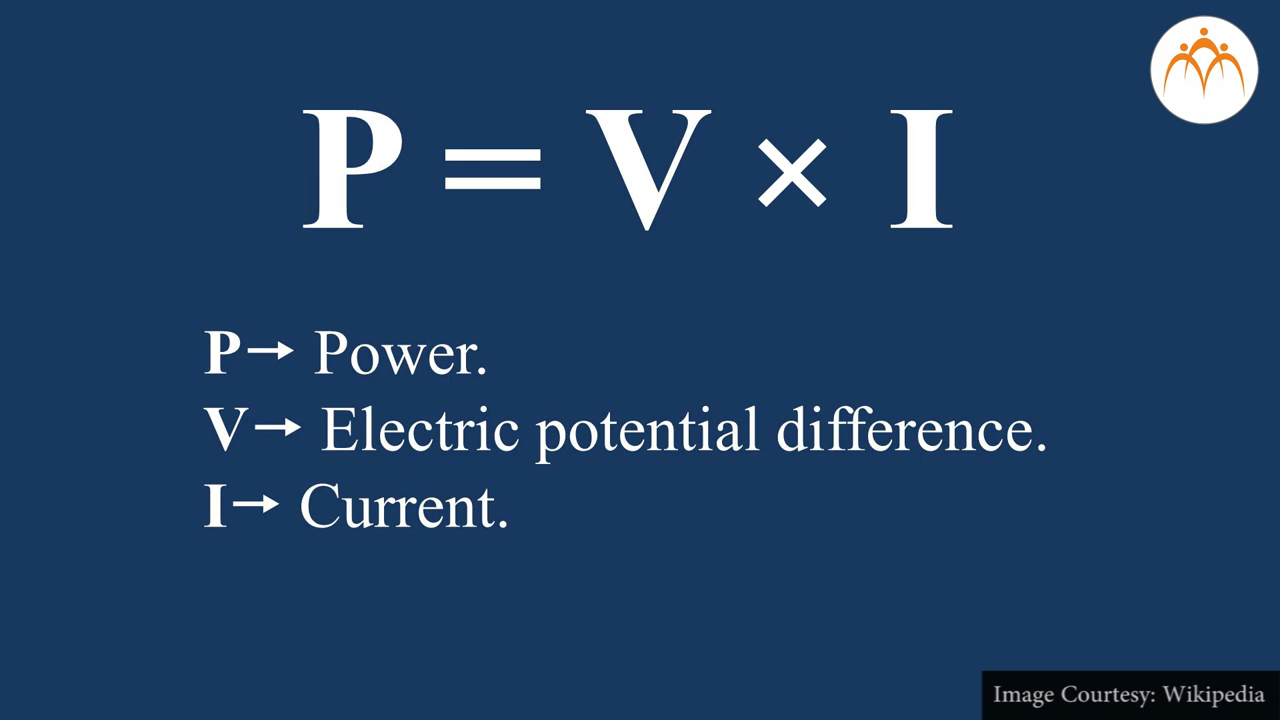 P = V × I
P→ Power.
V→ Electric potential difference.
I→ Current.
Image Courtesy: Wikipedia